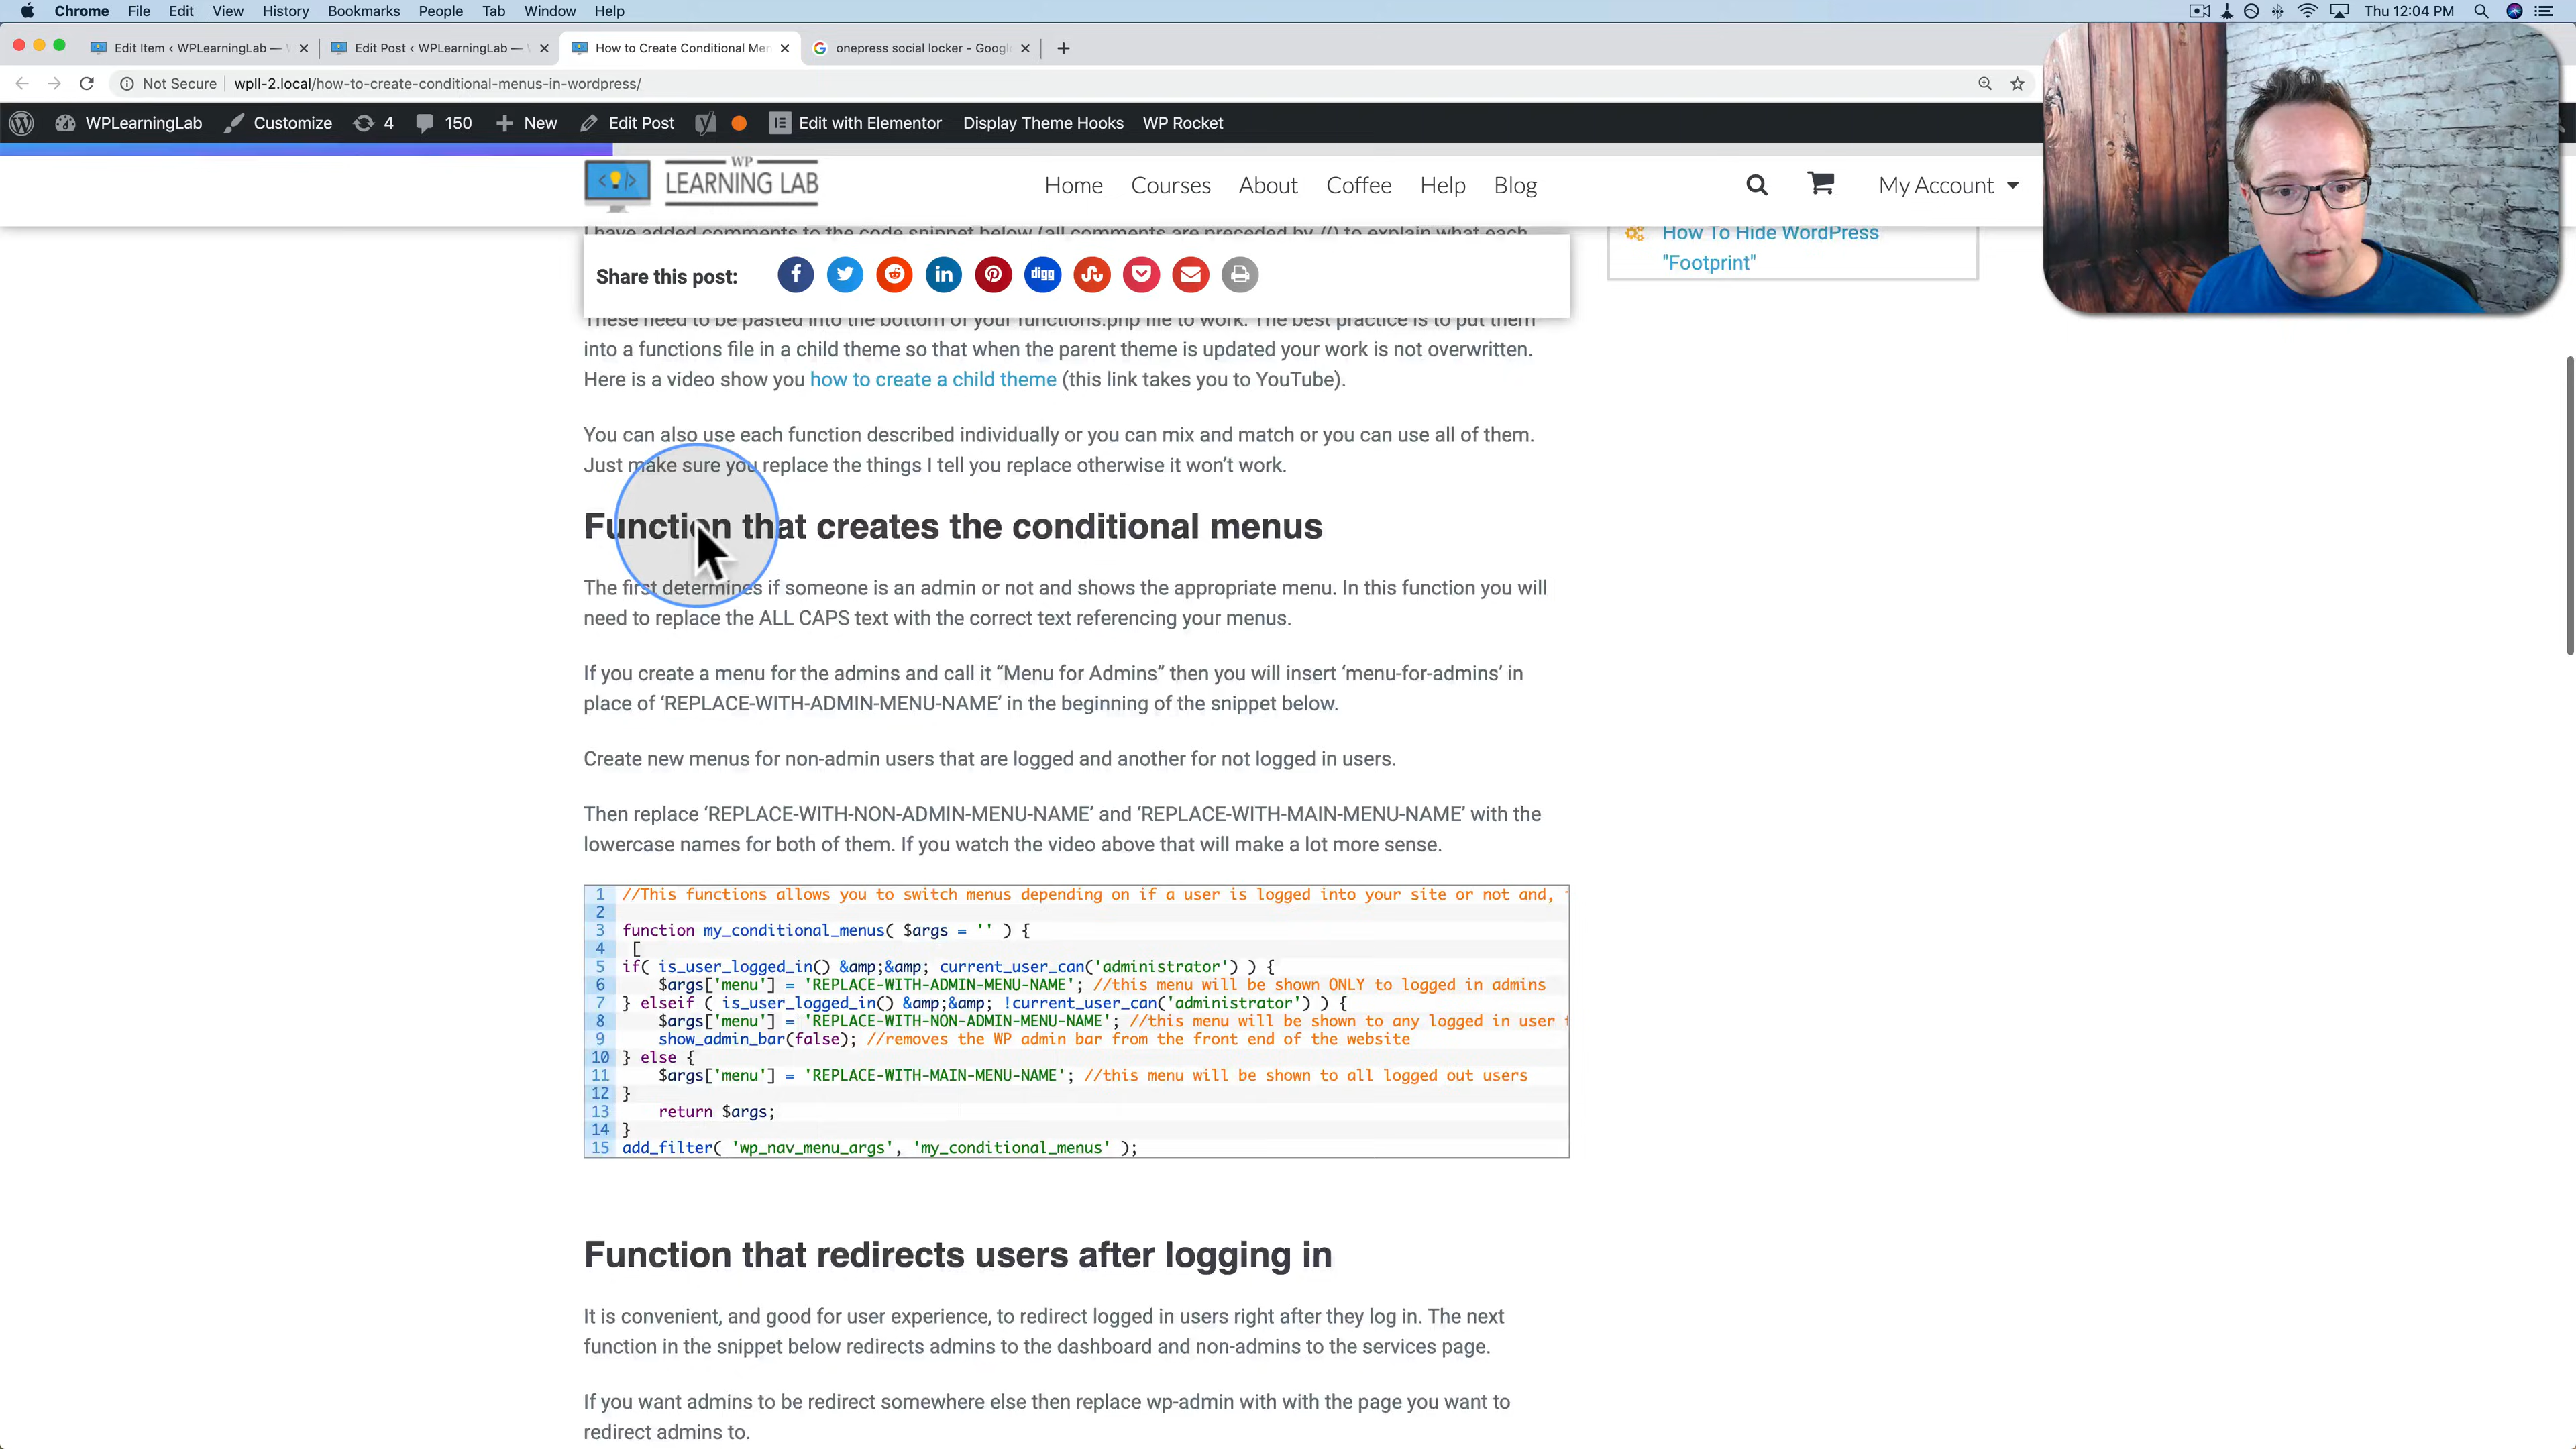 Chrome File Edit View History Bookmarks People Tab Window Help Thu 12:04 PM
Edit Item ‹ WPLearningLab — Edit Post ‹ WPLearningLab — How to Create Conditional Men onepress social locker - Google
Not Secure wpll-2.local/how-to-create-conditional-menus-in-wordpress/
WPLearningLab Customize 4 150 New Edit Post Edit with Elementor Display Theme Hooks WP Rocket
WP
LEARNING LAB
Home Courses About Coffee Help Blog My Account
I have added comments to the code snippet below (all comments are preceded by //) to explain what each
How To Hide WordPress
"Footprint"
Share this post: digg
These need to be pasted into the bottom of your functions.php file to work. The best practice is to put them
into a functions file in a child theme so that when the parent theme is updated your work is not overwritten.
Here is a video show you how to create a child theme (this link takes you to YouTube).
You can also use each function described individually or you can mix and match or you can use all of them.
Just make sure you replace the things I tell you replace otherwise it won’t work.
Function that creates the conditional menus
The first determines if someone is an admin or not and shows the appropriate menu. In this function you will
need to replace the ALL CAPS text with the correct text referencing your menus.
If you create a menu for the admins and call it “Menu for Admins” then you will insert ‘menu-for-admins’ in
place of ‘REPLACE-WITH-ADMIN-MENU-NAME’ in the beginning of the snippet below.
Create new menus for non-admin users that are logged and another for not logged in users.
Then replace ‘REPLACE-WITH-NON-ADMIN-MENU-NAME’ and ‘REPLACE-WITH-MAIN-MENU-NAME’ with the
lowercase names for both of them. If you watch the video above that will make a lot more sense.
1 //This functions allows you to switch menus depending on if a user is logged into your site or not and,
2
3 function my_conditional_menus( $args = '' ) {
4 [
5 if( is_user_logged_in() &amp;&amp; current_user_can('administrator') ) {
6 $args['menu'] = 'REPLACE-WITH-ADMIN-MENU-NAME'; //this menu will be shown ONLY to logged in admins
7 } elseif ( is_user_logged_in() &amp;&amp; !current_user_can('administrator') ) {
8 $args['menu'] = 'REPLACE-WITH-NON-ADMIN-MENU-NAME'; //this menu will be shown to any logged in user
9 show_admin_bar(false); //removes the WP admin bar from the front end of the website
10 } else {
11 $args['menu'] = 'REPLACE-WITH-MAIN-MENU-NAME'; //this menu will be shown to all logged out users
12 }
13 return $args;
14 }
15 add_filter( 'wp_nav_menu_args', 'my_conditional_menus' );
Function that redirects users after logging in
It is convenient, and good for user experience, to redirect logged in users right after they log in. The next
function in the snippet below redirects admins to the dashboard and non-admins to the services page.
If you want admins to be redirect somewhere else then replace wp-admin with with the page you want to
redirect admins to.